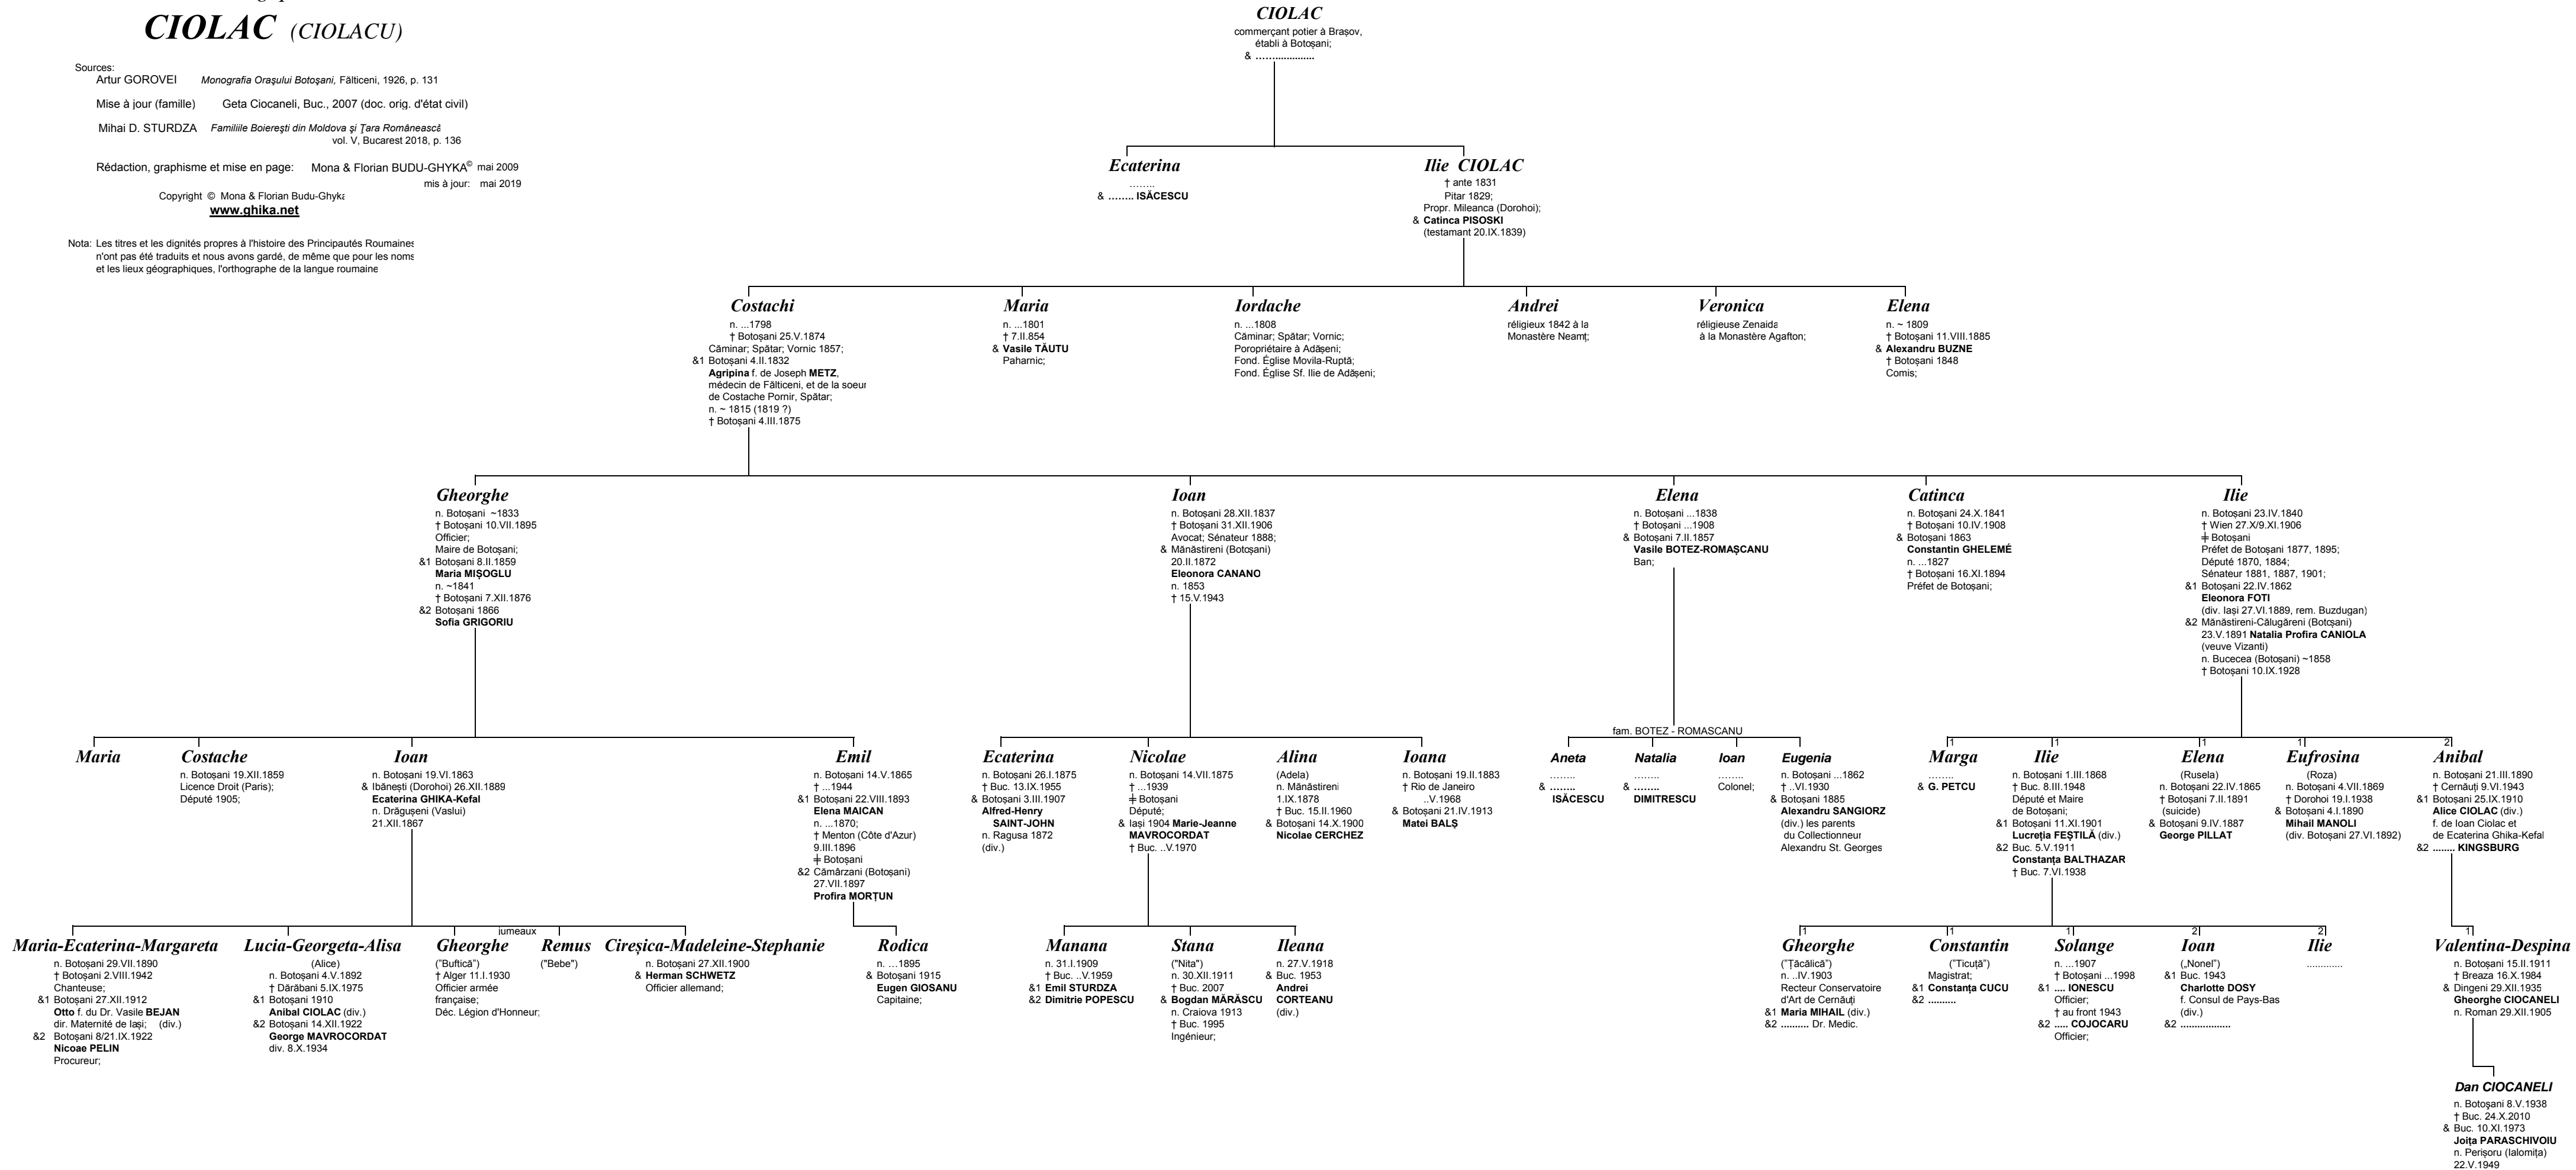 CIOLAC (CIOLACU)
Sources:
Artur GOROVEI Monografia Oraşului Botoşani, Fălticeni, 1926, p. 131
Mise à jour (famille) Geta Ciocaneli, Buc., 2007 (doc. orig. d'état civil)
Mihai D. STURDZA Familiile Boiereşti din Moldova şi Ţara Românească
vol. V, Bucarest 2018, p. 136
Rédaction, graphisme et mise en page: Mona & Florian BUDU-GHYKA© mai 2009
mis à jour: mai 2019
Copyright © Mona & Florian Budu-Ghyka
www.ghika.net
Nota: Les titres et les dignités propres à l'histoire des Principautés Roumaines
n'ont pas été traduits et nous avons gardé, de même que pour les noms
et les lieux géographiques, l'orthographe de la langue roumaine
CIOLAC
commerçant potier à Brașov,
établi à Botoșani;
& ....................
Ecaterina
........
& ........ ISĂCESCU
Ilie CIOLAC
† ante 1831
Pitar 1829;
Propr. Mileanca (Dorohoi);
& Catinca PISOSKI
(testamant 20.IX.1839)
Costachi
n. ...1798
† Botoșani 25.V.1874
Căminar; Spătar; Vornic 1857;
&1 Botoșani 4.II.1832
Agripina f. de Joseph METZ,
médecin de Fălticeni, et de la soeur
de Costache Pornir, Spătar;
n. ~ 1815 (1819 ?)
† Botoșani 4.III.1875
Maria
n. ...1801
† 7.II.854
& Vasile TĂUTU
Paharnic;
Iordache
n. ...1808
Căminar; Spătar; Vornic;
Poropriétaire à Adășeni;
Fond. Église Movila-Ruptă;
Fond. Église Sf. Ilie de Adășeni;
Andrei
réligieux 1842 à la
Monastère Neamț;
Veronica
réligieuse Zenaida
à la Monastère Agafton;
Elena
n. ~ 1809
† Botoșani 11.VIII.1885
& Alexandru BUZNE
† Botoșani 1848
Comis;
Gheorghe
n. Botoșani ~1833
† Botoșani 10.VII.1895
Officier;
Maire de Botoșani;
&1 Botoșani 8.II.1859
Maria MIȘOGLU
n. ~1841
† Botoșani 7.XII.1876
&2 Botoșani 1866
Sofia GRIGORIU
Ioan
n. Botoșani 28.XII.1837
† Botoșani 31.XII.1906
Avocat; Sénateur 1888;
& Mănăstireni (Botoșani)
20.II.1872
Eleonora CANANO
n. 1853
† 15.V.1943
Elena
n. Botoșani ...1838
† Botoșani ...1908
& Botoșani 7.II.1857
Vasile BOTEZ-ROMAȘCANU
Ban;
Catinca
n. Botoșani 24.X.1841
† Botoșani 10.IV.1908
& Botoșani 1863
Constantin GHELEMÉ
n. ...1827
† Botoșani 16.XI.1894
Préfet de Botoșani;
Ilie
n. Botoșani 23.IV.1840
† Wien 27.X/9.XI.1906
╪ Botoșani
Préfet de Botoșani 1877, 1895;
Député 1870, 1884;
Sénateur 1881, 1887, 1901;
&1 Botoșani 22.IV.1862
Eleonora FOTI
(div. Iași 27.VI.1889, rem. Buzdugan)
&2 Mănăstireni-Călugăreni (Botoșani)
23.V.1891 Natalia Profira CANIOLA
(veuve Vizanti)
n. Bucecea (Botoșani) ~1858
† Botoșani 10.IX.1928
Maria
Costache
n. Botoșani 19.XII.1859
Licence Droit (Paris);
Député 1905;
Ioan
n. Botoșani 19.VI.1863
& Ibănești (Dorohoi) 26.XII.1889
Ecaterina GHIKA-Kefal
n. Drăgușeni (Vaslui)
21.XII.1867
Emil
n. Botoșani 14.V.1865
† ...1944
&1 Botoșani 22.VIII.1893
Elena MAICAN
n. ...1870;
† Menton (Côte d'Azur)
9.III.1896
╪ Botoșani
&2 Cămârzani (Botoșani)
27.VII.1897
Profira MORȚUN
Ecaterina
n. Botoșani 26.I.1875
† Buc. 13.IX.1955
& Botoșani 3.III.1907
Alfred-Henry
SAINT-JOHN
n. Ragusa 1872
(div.)
Nicolae
n. Botoșani 14.VII.1875
† ...1939
╪ Botoșani
Député;
& Iași 1904 Marie-Jeanne
MAVROCORDAT
† Buc. ..V.1970
Alina
(Adela)
n. Mănăstireni
1.IX.1878
† Buc. 15.II.1960
& Botoșani 14.X.1900
Nicolae CERCHEZ
Ioana
n. Botoșani 19.II.1883
† Rio de Janeiro
..V.1968
& Botoșani 21.IV.1913
Matei BALȘ
fam. BOTEZ - ROMASCANU
Aneta
........
& ........
ISĂCESCU
Natalia
........
& ........
DIMITRESCU
Ioan
........
Colonel;
Eugenia
n. Botoșani ...1862
† ..VI.1930
& Botoșani 1885
Alexandru SANGIORZ
(div.) les parents
du Collectionneur
Alexandru St. Georges
1
Marga
........
& G. PETCU
1
Ilie
n. Botoșani 1.III.1868
† Buc. 8.III.1948
Député et Maire
de Botoșani;
&1 Botoșani 11.XI.1901
Lucreția FEȘTILĂ (div.)
&2 Buc. 5.V.1911
Constanța BALTHAZAR
† Buc. 7.VI.1938
1
Elena
(Rusela)
n. Botoșani 22.IV.1865
† Botoșani 7.II.1891
(suicide)
& Botoșani 9.IV.1887
George PILLAT
1
Eufrosina
(Roza)
n. Botoșani 4.VII.1869
† Dorohoi 19.I.1938
& Botoșani 4.I.1890
Mihail MANOLI
(div. Botoșani 27.VI.1892)
2
Anibal
n. Botoșani 21.III.1890
† Cernăuți 9.VI.1943
&1 Botoșani 25.IX.1910
Alice CIOLAC (div.)
f. de Ioan Ciolac et
de Ecaterina Ghika-Kefal
&2 ........ KINGSBURG
Maria-Ecaterina-Margareta
n. Botoșani 29.VII.1890
† Botoșani 2.VIII.1942
Chanteuse;
&1 Botoșani 27.XII.1912
Otto f. du Dr. Vasile BEJAN
dir. Maternité de Iași; (div.)
&2 Botoșani 8/21.IX.1922
Nicoae PELIN
Procureur;
Lucia-Georgeta-Alisa
(Alice)
n. Botoșani 4.V.1892
† Dărăbani 5.IX.1975
&1 Botoșani 1910
Anibal CIOLAC (div.)
&2 Botoșani 14.XII.1922
George MAVROCORDAT
div. 8.X.1934
jumeaux
Gheorghe
("Buftică")
† Alger 11.I.1930
Officier armée
française;
Déc. Légion d'Honneur;
Remus
("Bebe")
Cireșica-Madeleine-Stephanie
n. Botoșani 27.XII.1900
& Herman SCHWETZ
Officier allemand;
Rodica
n. ...1895
& Botoșani 1915
Eugen GIOSANU
Capitaine;
Manana
n. 31.I.1909
† Buc. ..V.1959
&1 Emil STURDZA
&2 Dimitrie POPESCU
Stana
("Nita")
n. 30.XII.1911
† Buc. 2007
& Bogdan MĂRĂSCU
n. Craiova 1913
† Buc. 1995
Ingénieur;
Ileana
n. 27.V.1918
& Buc. 1953
Andrei
CORTEANU
(div.)
1
Gheorghe
("Tăcălică")
n. ..IV.1903
Recteur Conservatoire
d'Art de Cernăuți
&1 Maria MIHAIL (div.)
&2 .......... Dr. Medic.
1
Constantin
("Ticuță")
Magistrat;
&1 Constanța CUCU
&2 ..........
1
Solange
n. ...1907
† Botoșani ...1998
&1 .... IONESCU
Officier;
† au front 1943
&2 ..... COJOCARU
Officier;
2
Ioan
(„Nonel")
&1 Buc. 1943
Charlotte DOSY
f. Consul de Pays-Bas
(div.)
&2 ..................
2
Ilie
.............
1
Valentina-Despina
n. Botoșani 15.II.1911
† Breaza 16.X.1984
& Dingeni 29.XII.1935
Gheorghe CIOCANELI
n. Roman 29.XII.1905
Dan CIOCANELI
n. Botoșani 8.V.1938
† Buc. 24.X.2010
& Buc. 10.XI.1973
Joița PARASCHIVOIU
n. Perișoru (Ialomița)
22.V.1949